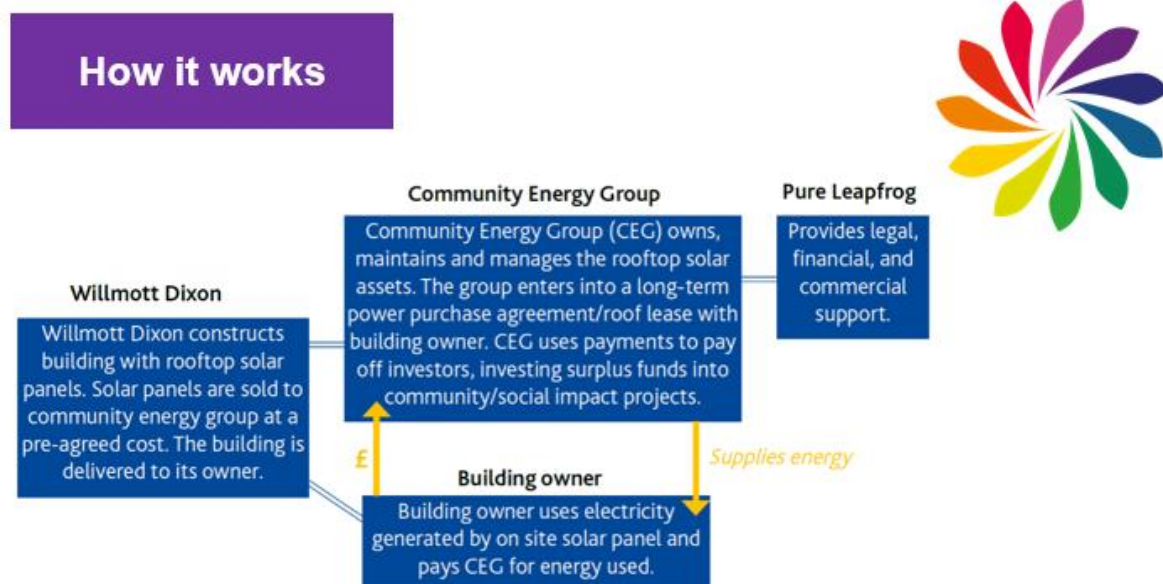 How it works
Community Energy Group
Community Energy Group (CEG) owns,
maintains and manages the rooftop solar
assets. The group enters into a long-term
power purchase agreement/roof lease with
building owner. CEG uses payments to pay
off investors, investing surplus funds into
community/social impact projects.
Pure Leapfrog
Provides legal,
financial, and
commercial
support.
Willmott Dixon
Willmott Dixon constructs
building with rooftop solar
panels. Solar panels are sold to
community energy group at a
pre-agreed cost. The building is
delivered to its owner.
£
Supplies energy
Building owner
Building owner uses electricity
generated by on site solar panel and
pays CEG for energy used.